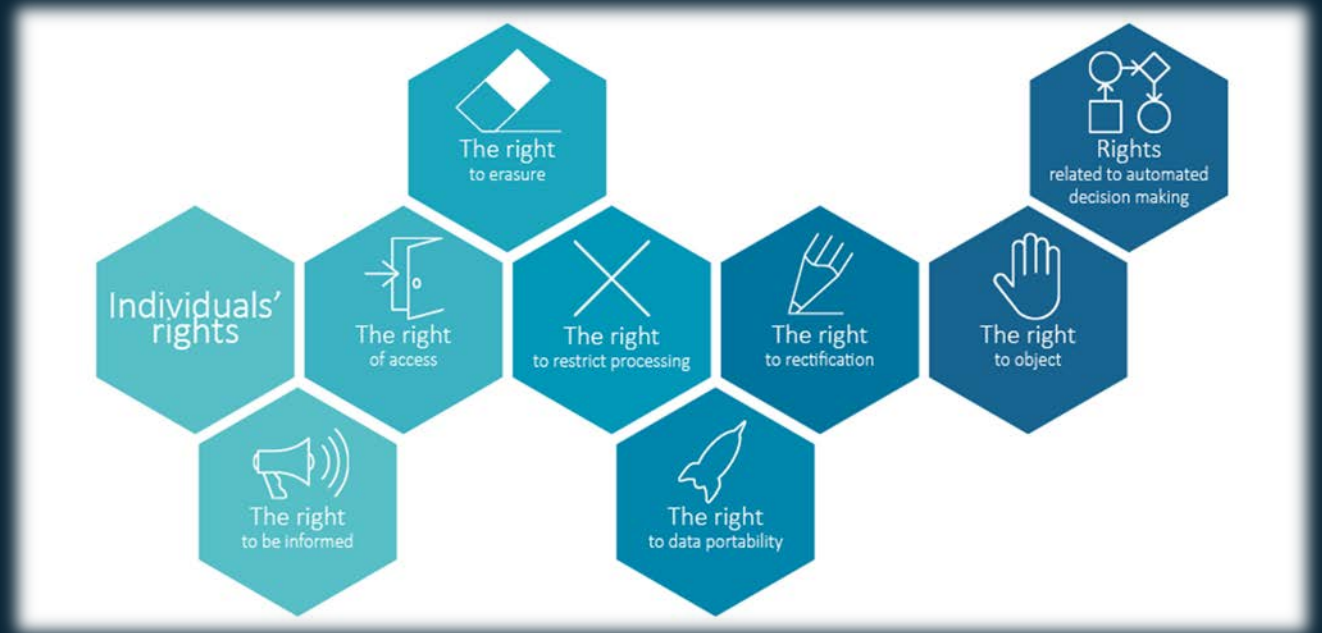 Individuals'
rights
The right
to be informed
The right
of access
The right
to erasure
The right
to restrict processing
The right
to data portability
The right
to rectification
The right
to object
Rights
related to automated
decision making